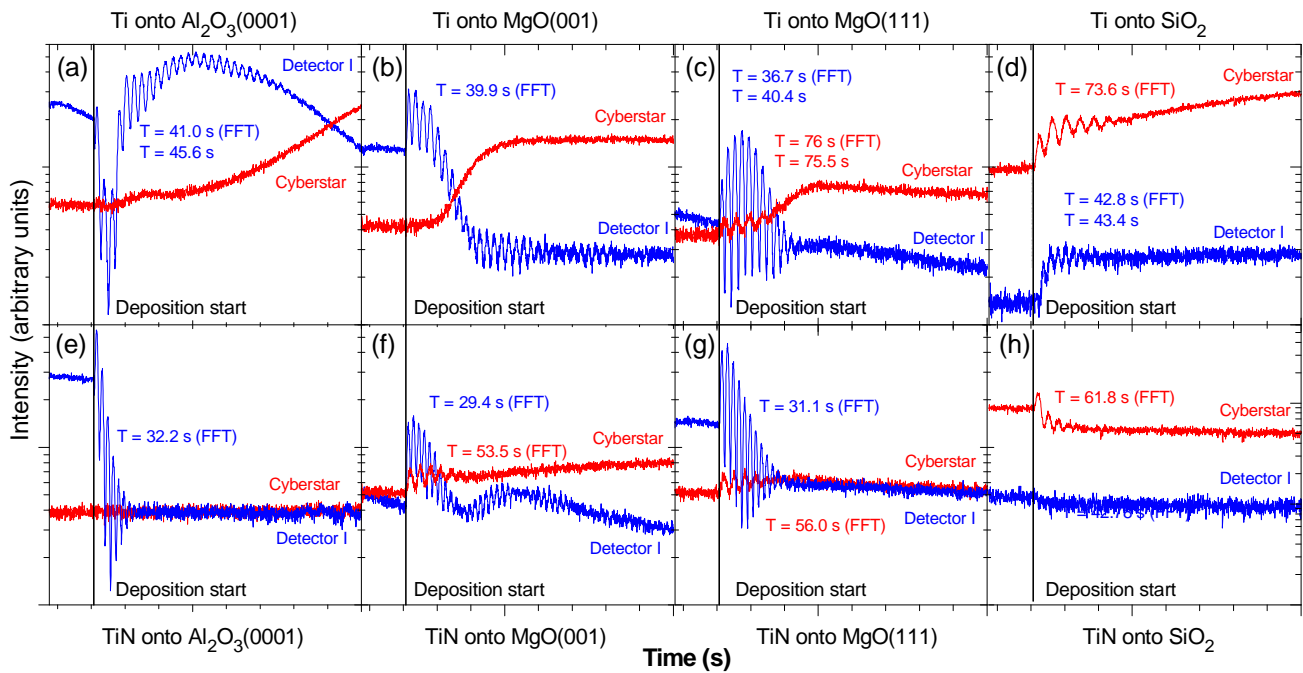 Ti onto Al2O3(0001)
Ti onto MgO(001)
Ti onto MgO(111)
Ti onto SiO2
Intensity (arbitrary units)
(a)
Detector I
T = 41.0 s (FFT)
T = 45.6 s
Cyberstar
Deposition start
(b)
T = 39.9 s (FFT)
Cyberstar
Detector I
Deposition start
(c)
T = 36.7 s (FFT)
T = 40.4 s
Cyberstar
T = 76 s (FFT)
T = 75.5 s
Detector I
Deposition start
(d)
T = 73.6 s (FFT)
Cyberstar
T = 42.8 s (FFT)
T = 43.4 s
Detector I
Deposition start
(e)
T = 32.2 s (FFT)
Cyberstar
Detector I
Deposition start
(f)
T = 29.4 s (FFT)
T = 53.5 s (FFT)
Cyberstar
Detector I
Deposition start
(g)
T = 31.1 s (FFT)
Cyberstar
T = 56.0 s (FFT)
Detector I
Deposition start
(h)
T = 61.8 s (FFT)
Cyberstar
Detector I
Deposition start
TiN onto Al2O3(0001)
TiN onto MgO(001)
TiN onto MgO(111)
TiN onto SiO2
Time (s)